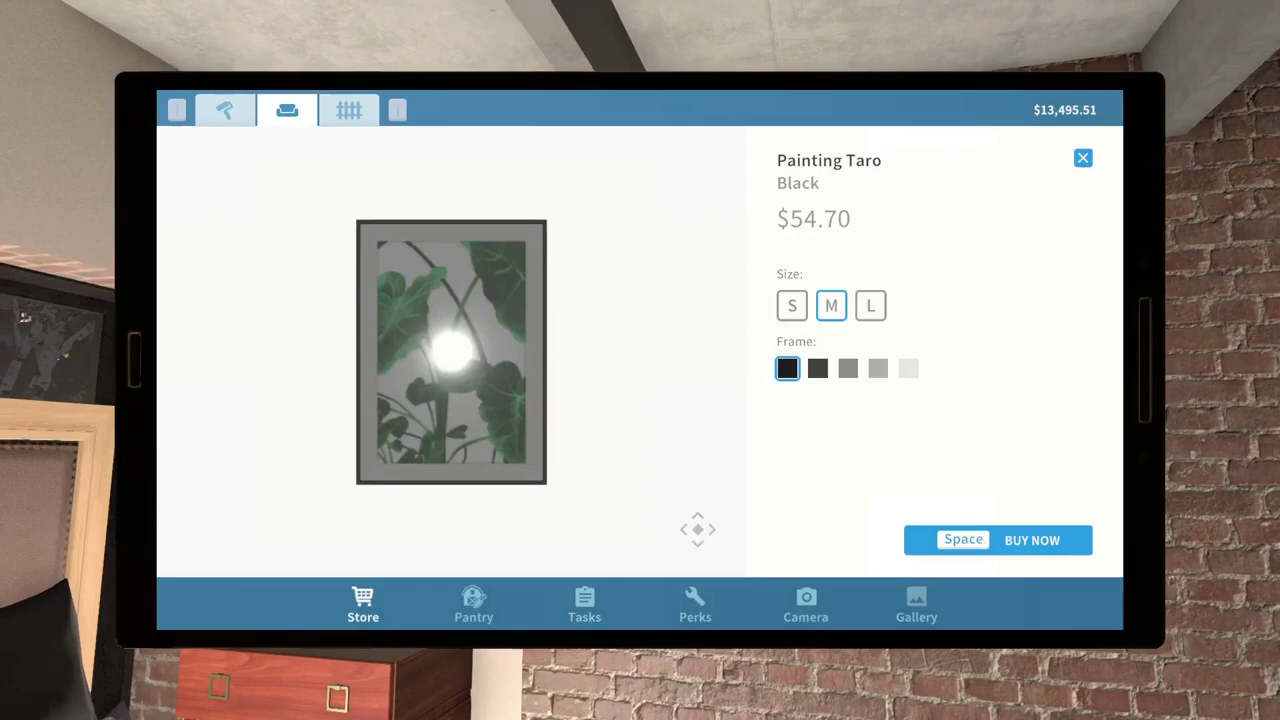 $13,495.51
Painting Taro
Black
$54.70
Size:
S M L
Frame:
Space BUY NOW
Store Pantry Tasks Perks Camera Gallery